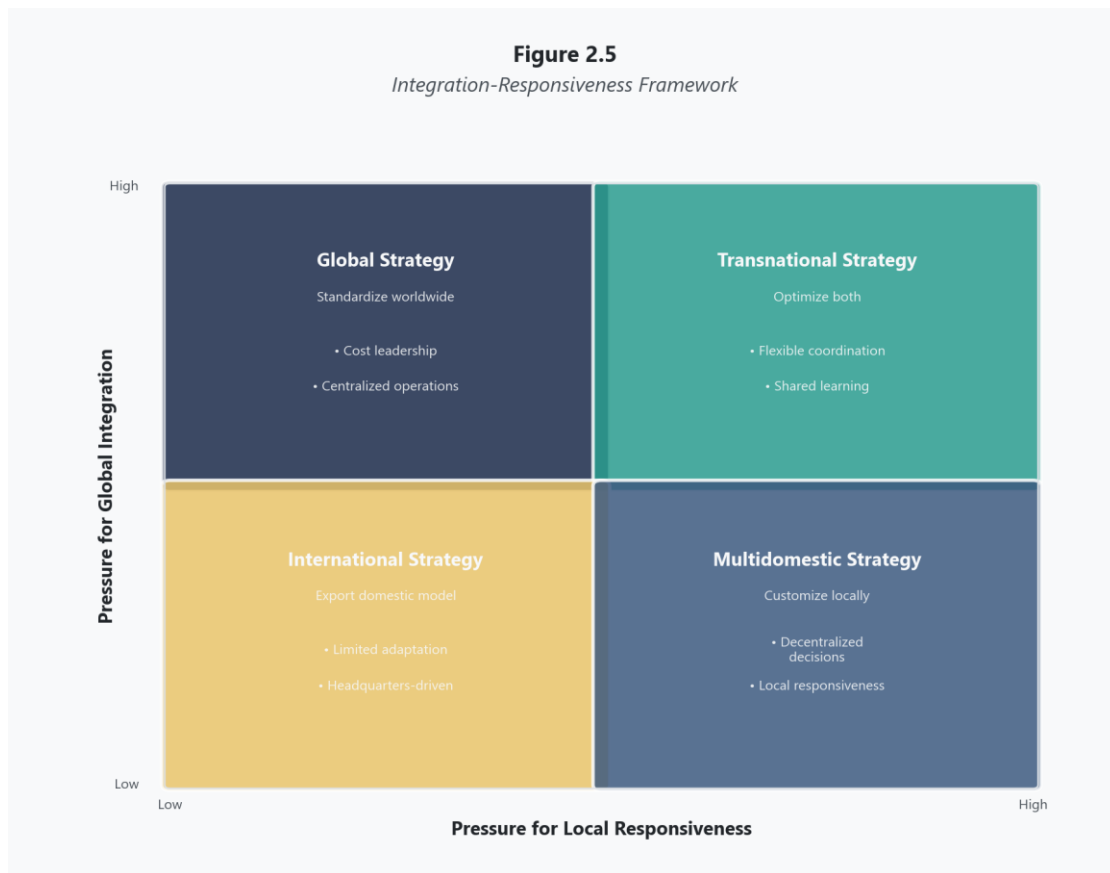 Figure 2.5
Integration-Responsiveness Framework
High
Global Strategy
Standardize worldwide
• Cost leadership
• Centralized operations
Transnational Strategy
Optimize both
• Flexible coordination
• Shared learning
Pressure for Global Integration
International Strategy
Export domestic model
• Limited adaptation
• Headquarters-driven
Multidomestic Strategy
Customize locally
• Decentralized
decisions
• Local responsiveness
Low
Low
High
Pressure for Local Responsiveness